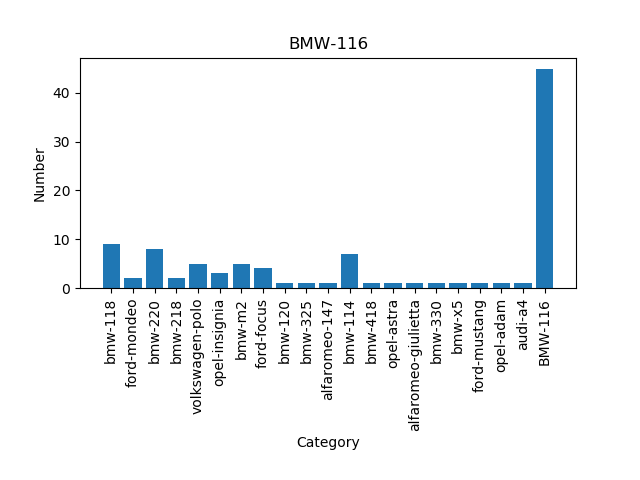 BMW-116
Number
40
30
20
10
0
bmw-118
ford-mondeo
bmw-220
bmw-218
volkswagen-polo
opel-insignia
bmw-m2
ford-focus
bmw-120
bmw-325
alfaromeo-147
bmw-114
bmw-418
opel-astra
alfaromeo-giulietta
bmw-330
bmw-x5
ford-mustang
opel-adam
audi-a4
BMW-116
Category